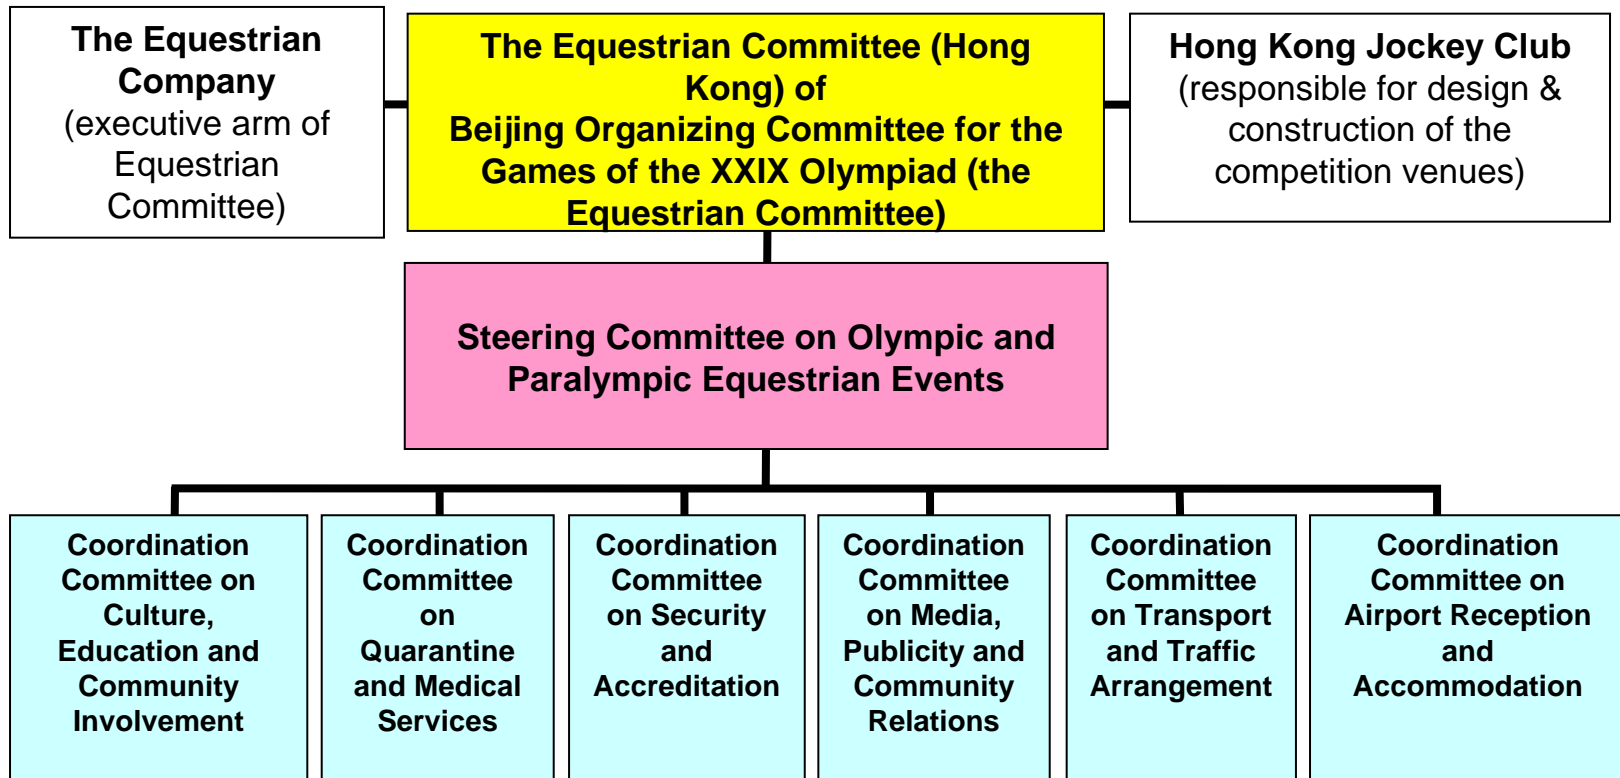 The Equestrian
Company
(executive arm of
Equestrian
Committee)
The Equestrian Committee (Hong
Kong) of
Beijing Organizing Committee for the
Games of the XXIX Olympiad (the
Equestrian Committee)
Hong Kong Jockey Club
(responsible for design &
construction of the
competition venues)
Steering Committee on Olympic and
Paralympic Equestrian Events
Coordination
Committee on
Culture,
Education and
Community
Involvement
Coordination
Committee
on
Quarantine
and Medical
Services
Coordination
Committee
on Security
and
Accreditation
Coordination
Committee
on Media,
Publicity and
Community
Relations
Coordination
Committee
on Transport
and Traffic
Arrangement
Coordination
Committee on
Airport Reception
and
Accommodation